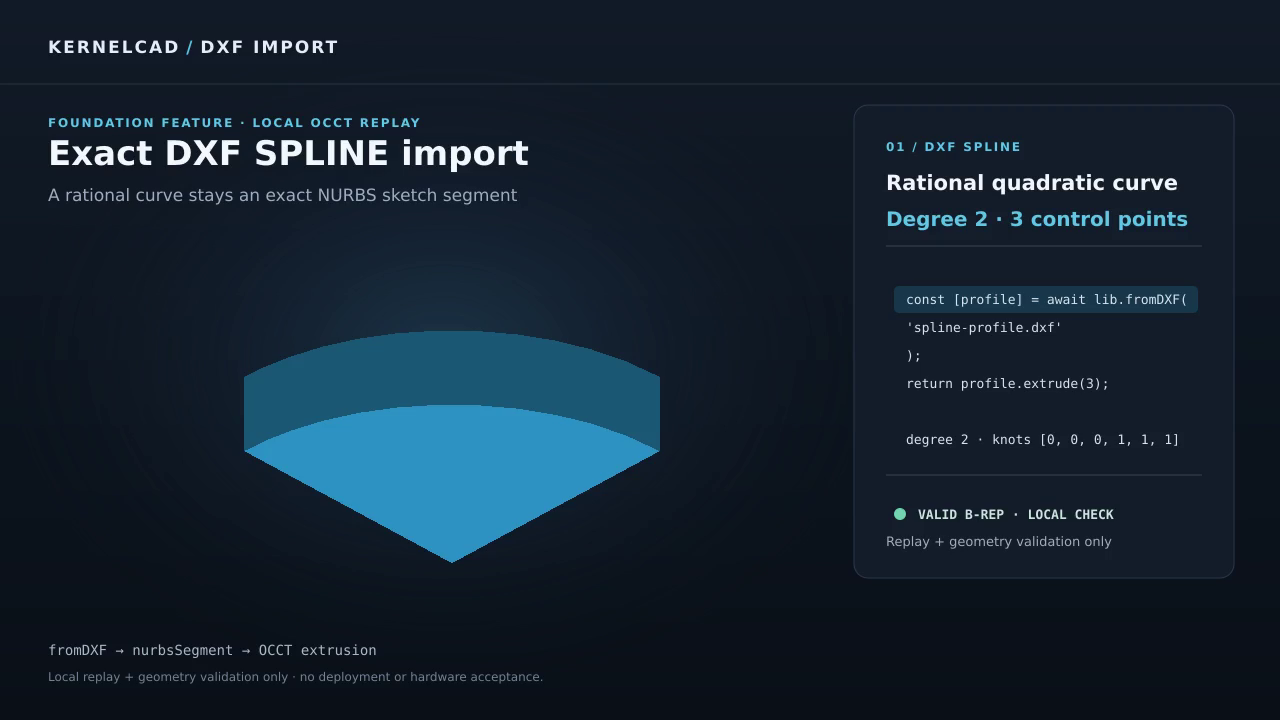 KERNELCAD / DXF IMPORT
FOUNDATION FEATURE · LOCAL OCCT REPLAY
Exact DXF SPLINE import
A rational curve stays an exact NURBS sketch segment
01 / DXF SPLINE
Rational quadratic curve
Degree 2 · 3 control points
const [profile] = await lib.fromDXF(
'spline-profile.dxf'
);
return profile.extrude(3);
degree 2 · knots [0, 0, 0, 1, 1, 1]
VALID B-REP · LOCAL CHECK
Replay + geometry validation only
fromDXF → nurbsSegment → OCCT extrusion
Local replay + geometry validation only · no deployment or hardware acceptance.